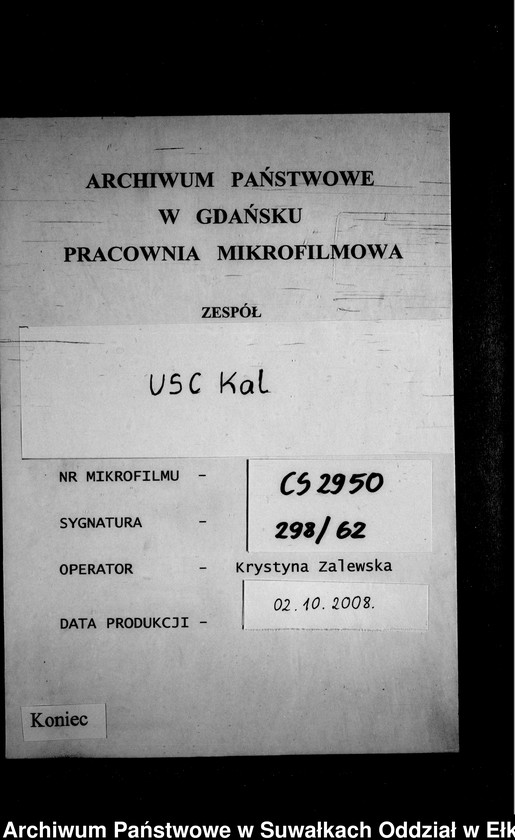 ARCHIWUM PAŃSTWOWE
W GDAŃSKU
PRACOWNIA MIKROFILMOWA
ZESPÓŁ
USC Kal
NR MIKROFILMU - CS 2950
SYGNATURA - 298/62
OPERATOR - Krystyna Zalewska
DATA PRODUKCJI - 02.10.2008.
Koniec
Archiwum Państwowe w Suwałkach Oddział w Ełk